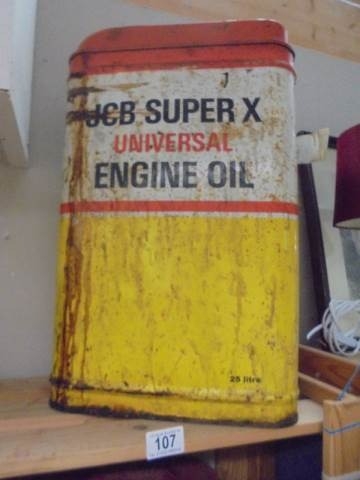 JCB SUPER X
UNIVERSAL
ENGINE OIL
25 litre
107